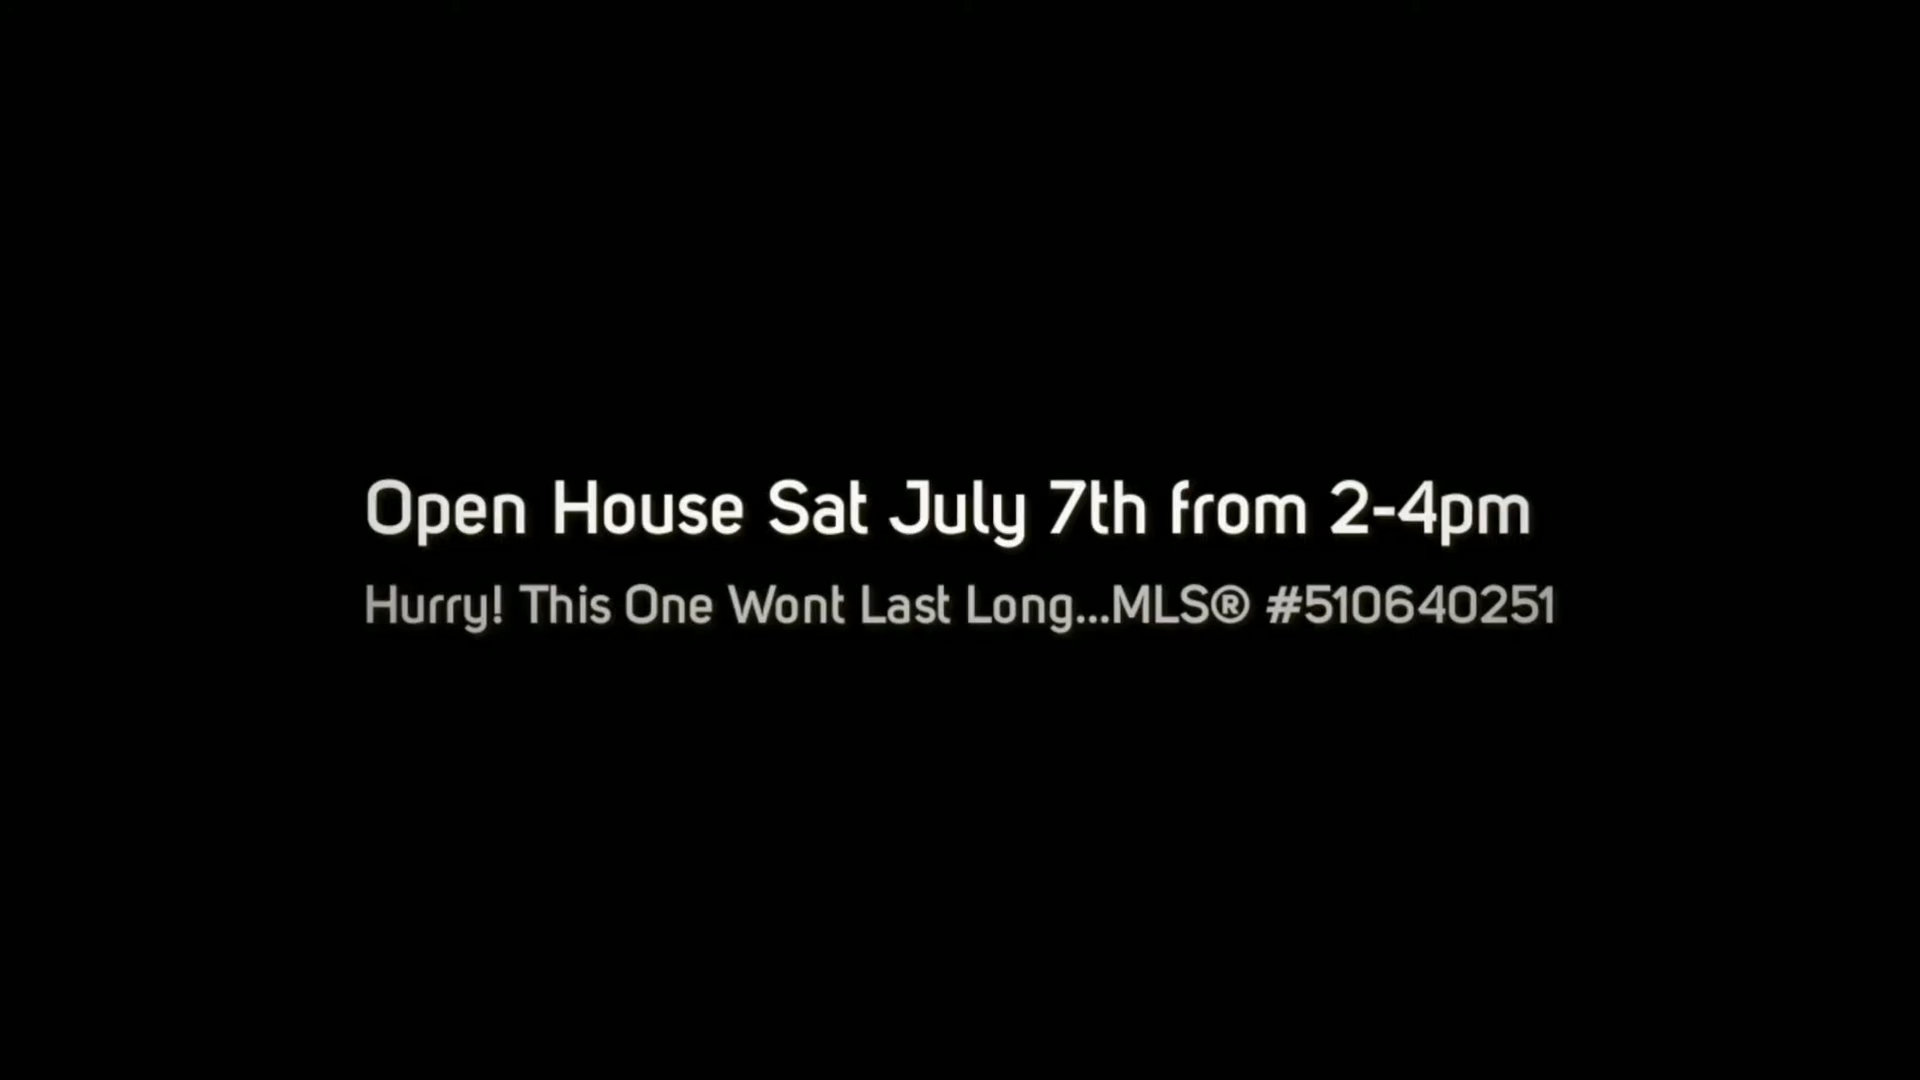 Open House Sat July 7th from 2-4pm
Hurry! This One Wont Last Long...MLS® #510640251